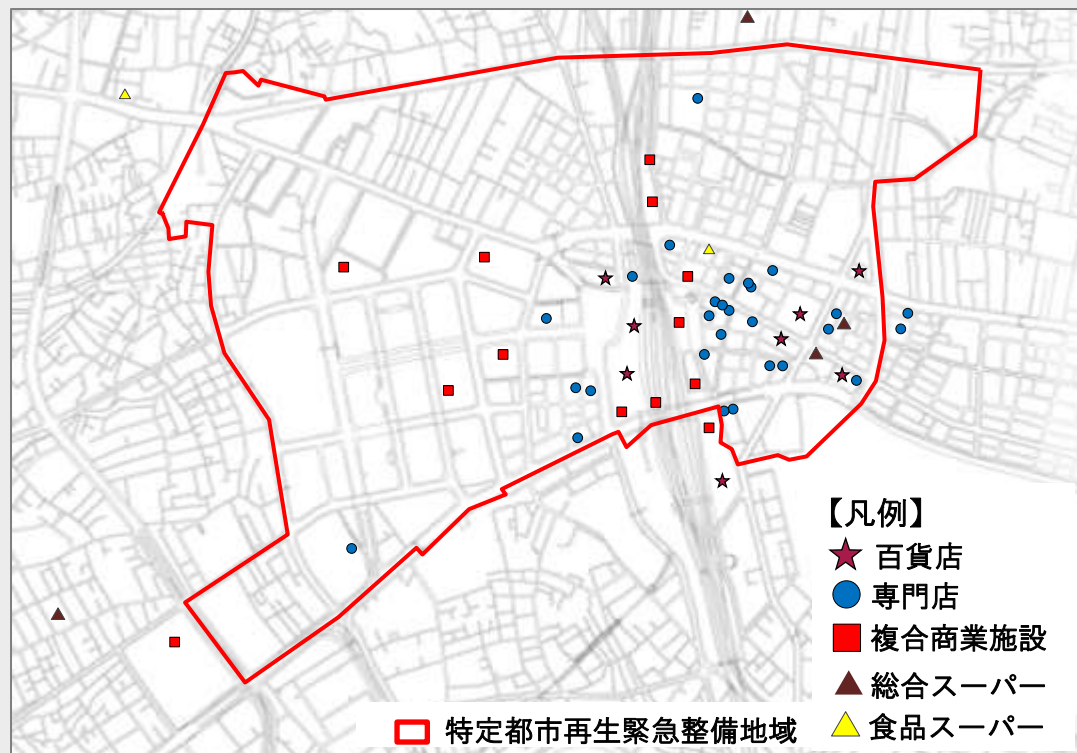 【凡例】
百貨店
専門店
複合商業施設
総合スーパー
食品スーパー
特定都市再生緊急整備地域